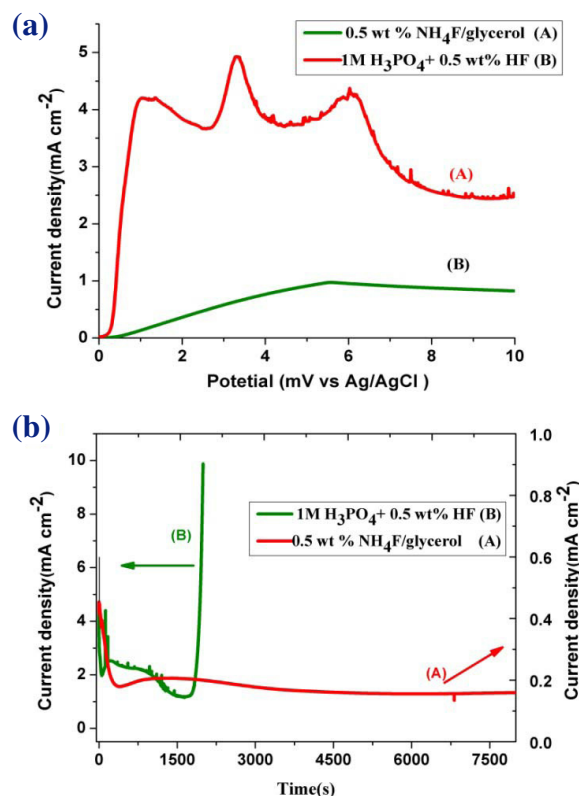 (a)
0.5 wt % NH₄F/glycerol (A)
1M H₃PO₄+ 0.5 wt% HF (B)
Current density(mA cm⁻²)
5
4
3
2
1
0
(A)
(B)
0 2 4 6 8 10
Potetial (mV vs Ag/AgCl )
(b)
Current density(mA cm⁻²)
10
8
6
4
2
0
1M H₃PO₄+ 0.5 wt% HF (B)
0.5 wt % NH₄F/glycerol (A)
(B)
(A)
1.0
0.8
0.6
0.4
0.2
0.0
Current density(mA cm⁻²)
0 1500 3000 4500 6000 7500
Time(s)